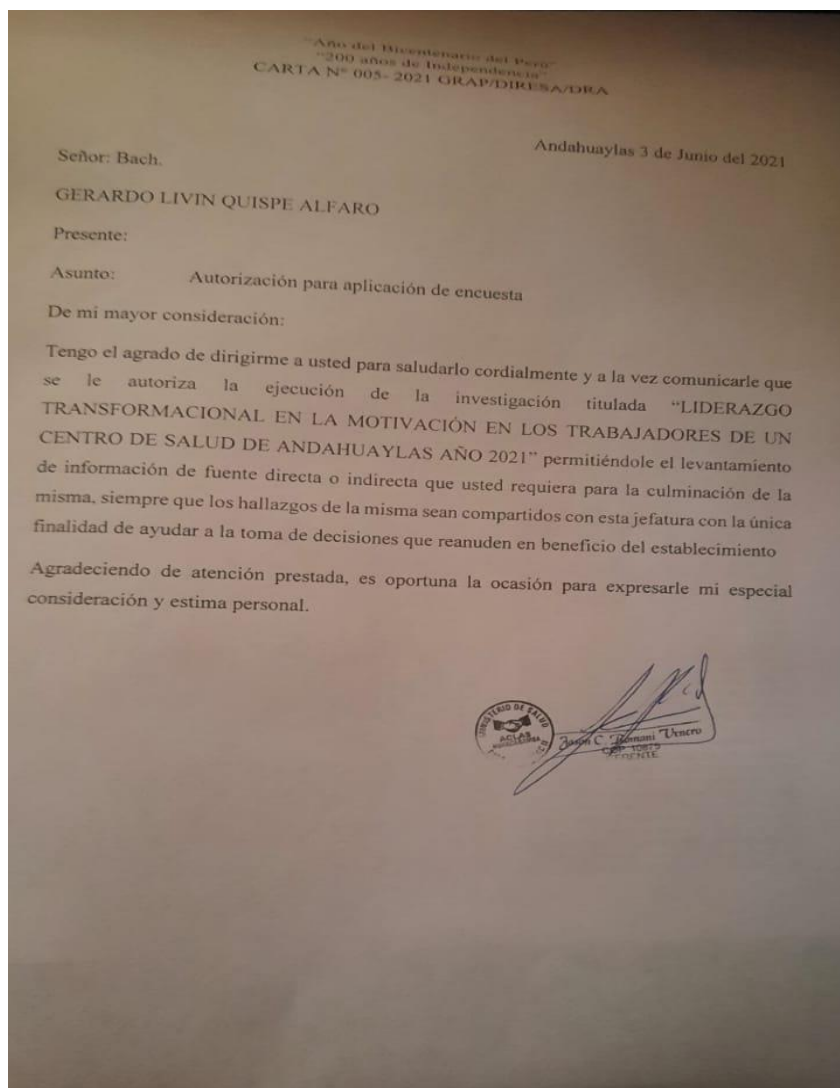 "Año del Bicentenario del Perú"
"200 años de Independencia"
CARTA N° 005- 2021 GRAP/DIRESA/DRA
Andahuaylas 3 de Junio del 2021
Señor: Bach.
GERARDO LIVIN QUISPE ALFARO
Presente:
Asunto: Autorización para aplicación de encuesta
De mi mayor consideración:
Tengo el agrado de dirigirme a usted para saludarlo cordialmente y a la vez comunicarle que
se le autoriza la ejecución de la investigación titulada "LIDERAZGO
TRANSFORMACIONAL EN LA MOTIVACIÓN EN LOS TRABAJADORES DE UN
CENTRO DE SALUD DE ANDAHUAYLAS AÑO 2021" permitiéndole el levantamiento
de información de fuente directa o indirecta que usted requiera para la culminación de la
misma, siempre que los hallazgos de la misma sean compartidos con esta jefatura con la única
finalidad de ayudar a la toma de decisiones que reanuden en beneficio del establecimiento
Agradeciendo de atención prestada, es oportuna la ocasión para expresarle mi especial
consideración y estima personal.
MINISTERIO DE SALUD
ACLAS
C. Romani Venero
10875